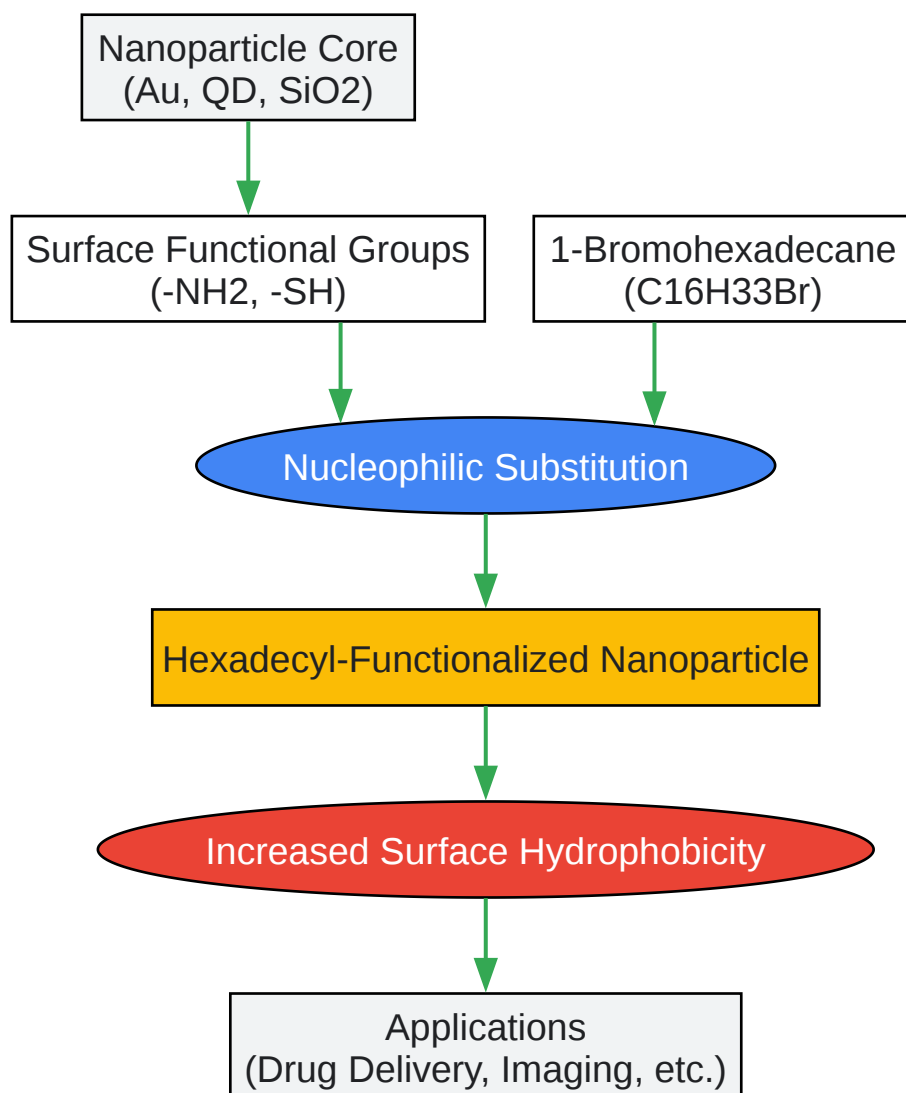 Nanoparticle Core
(Au, QD, SiO2)
Surface Functional Groups
(-NH2, -SH)
1-Bromohexadecane
(C16H33Br)
Nucleophilic Substitution
Hexadecyl-Functionalized Nanoparticle
Increased Surface Hydrophobicity
Applications
(Drug Delivery, Imaging, etc.)